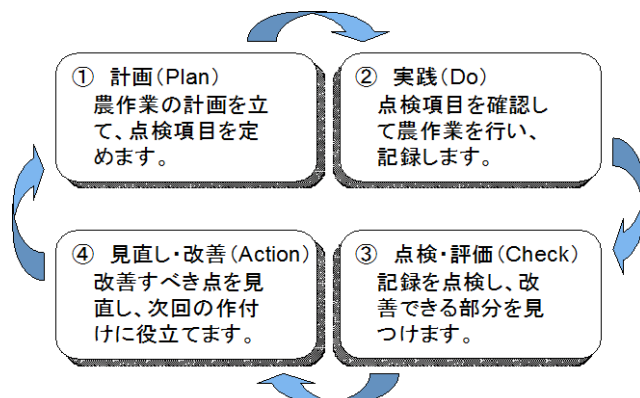 ① 計画(Plan)
農作業の計画を立
て、点検項目を定
めます。
② 実践(Do)
点検項目を確認し
て農作業を行い、
記録します。
③ 点検・評価(Check)
記録を点検し、改
善できる部分を見
つけます。
④ 見直し・改善(Action)
改善すべき点を見
直し、次回の作付
けに役立てます。